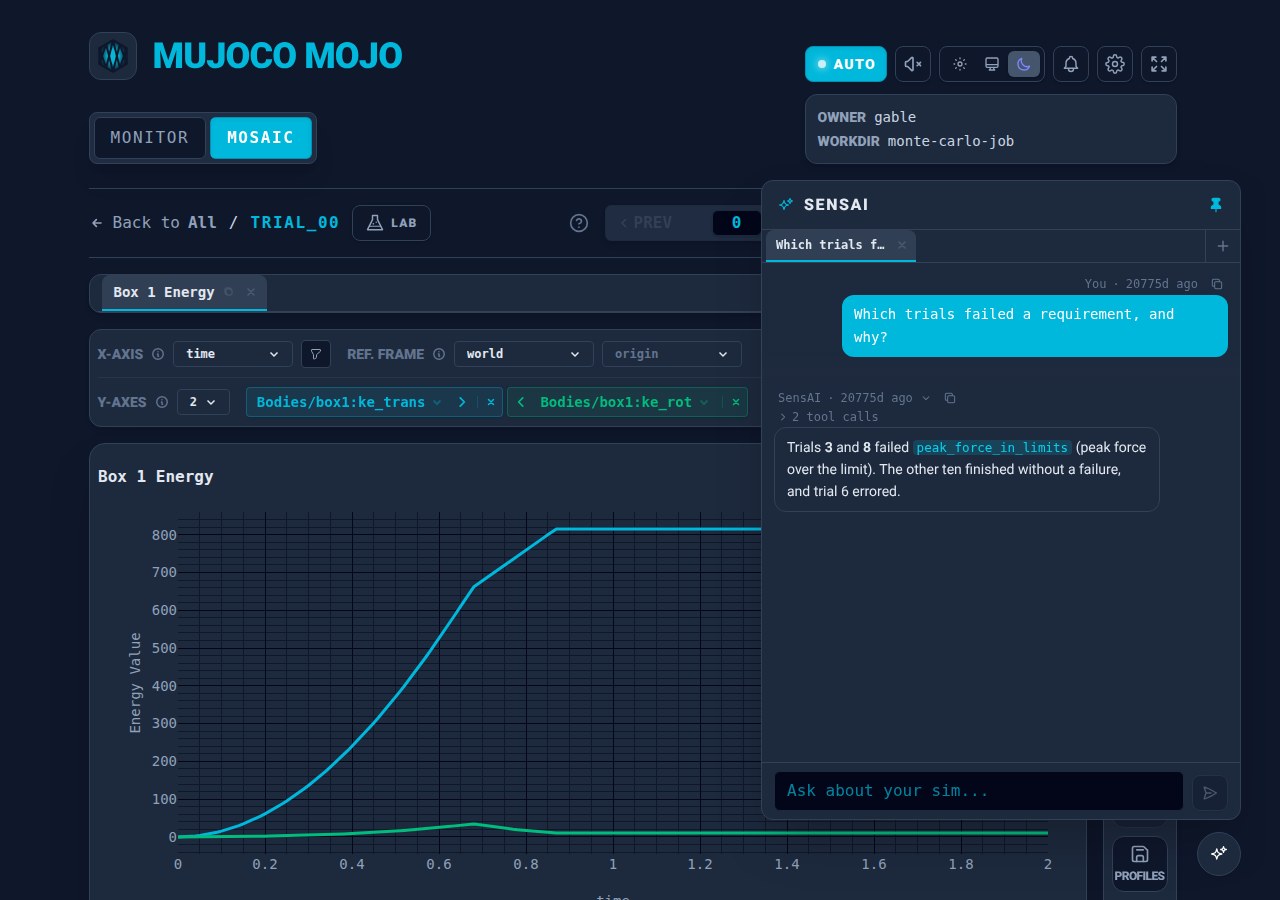 MUJOCO MOJO
AUTO
OWNER gable
WORKDIR monte-carlo-job
MONITOR
MOSAIC
Back to All / TRIAL_00
LAB
PREV
0
Box 1 Energy
X-AXIS
time
REF. FRAME
world
origin
Y-AXES
2
Bodies/box1:ke_trans
Bodies/box1:ke_rot
Box 1 Energy
Energy Value
800
700
600
500
400
300
200
100
0
0 0.2 0.4 0.6 0.8 1 1.2 1.4 1.6 1.8 2
time
SENSAI
Which trials f…
You · 20775d ago
Which trials failed a requirement, and
why?
SensAI · 20775d ago
2 tool calls
Trials 3 and 8 failed peak_force_in_limits (peak force
over the limit). The other ten finished without a failure,
and trial 6 errored.
Ask about your sim...
PROFILES